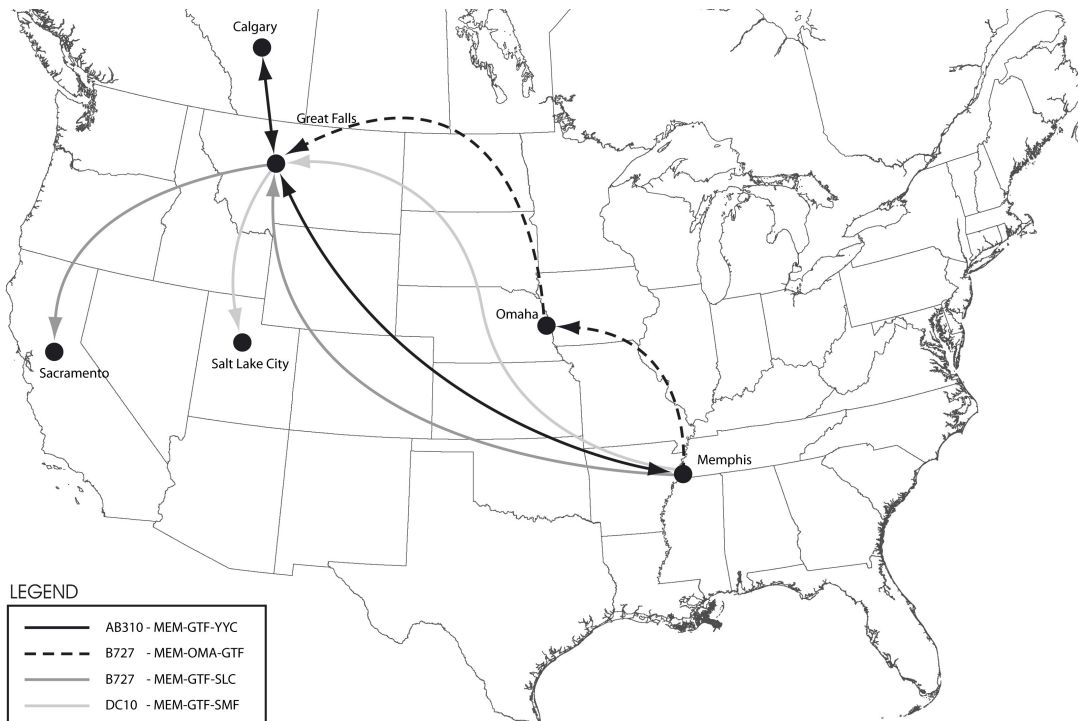 Calgary
Great Falls
Omaha
Sacramento
Salt Lake City
Memphis
LEGEND
AB310 - MEM-GTF-YYC
B727 - MEM-OMA-GTF
B727 - MEM-GTF-SLC
DC10 - MEM-GTF-SMF